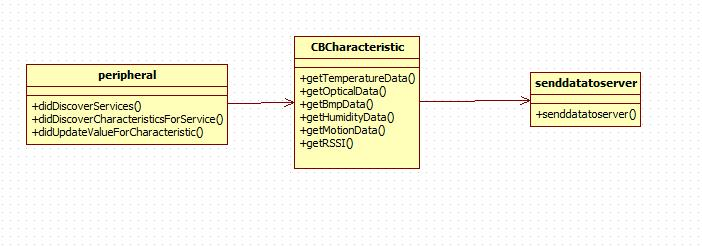 peripheral
+didDiscoverServices()
+didDiscoverCharacteristicsForService()
+didUpdateValueForCharacteristic()
CBCharacteristic
+getTemperatureData()
+getOpticalData()
+getBmpData()
+getHumidityData()
+getMotionData()
+getRSSI()
senddatatoserver
+senddatatoserver()